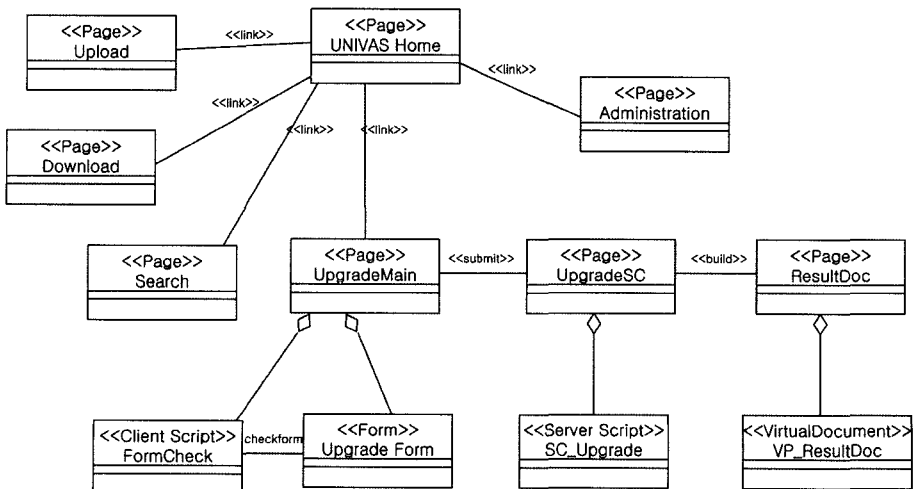 <<Page>>
Upload
<<link>>
<<Page>>
UNIVAS Home
<<link>>
<<Page>>
Administration
<<link>>
<<Page>>
Download
<<link>>
<<link>>
<<Page>>
Search
<<Page>>
UpgradeMain
<<submit>>
<<Page>>
UpgradeSC
<<build>>
<<Page>>
ResultDoc
<<Client Script>>
FormCheck
checkform
<<Form>>
Upgrade Form
<<Server Script>>
SC_Upgrade
<<VirtualDocument>>
VP_ResultDoc